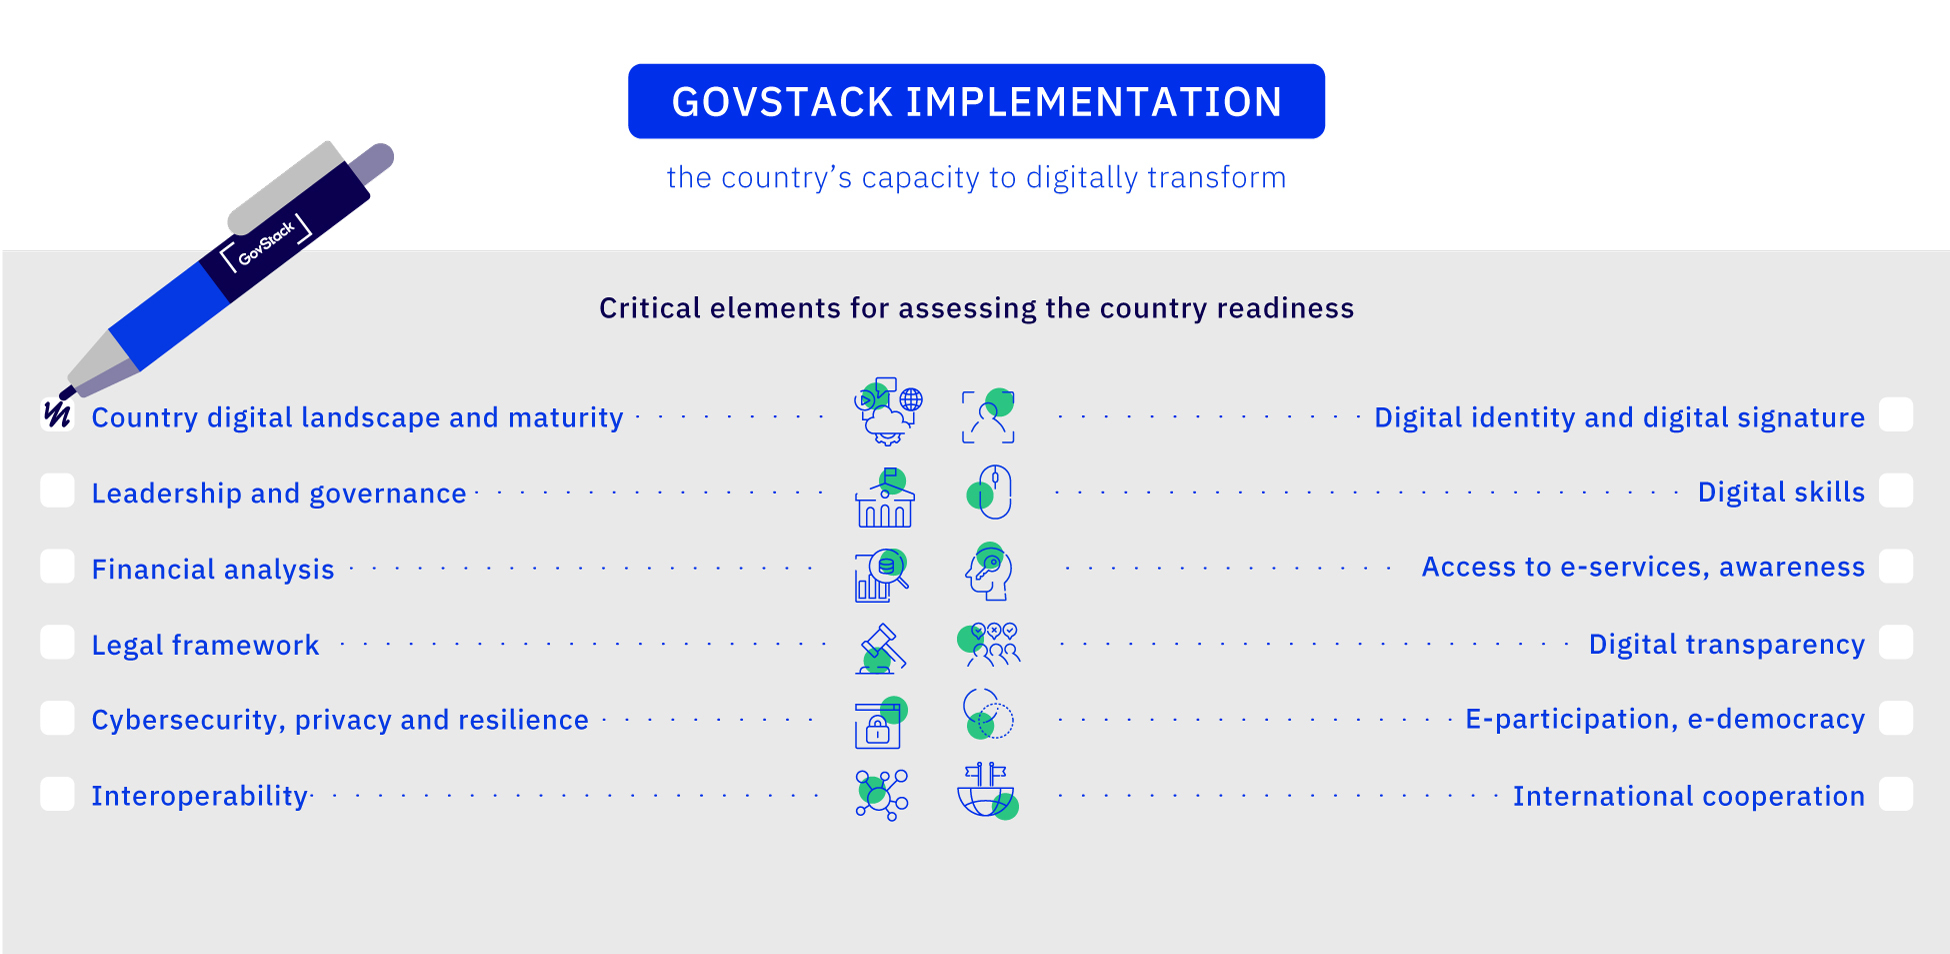 GOVSTACK IMPLEMENTATION
the country’s capacity to digitally transform
GovStack
Critical elements for assessing the country readiness
Country digital landscape and maturity
Digital identity and digital signature
Leadership and governance
Digital skills
Financial analysis
Access to e-services, awareness
Legal framework
Digital transparency
Cybersecurity, privacy and resilience
E-participation, e-democracy
Interoperability
International cooperation